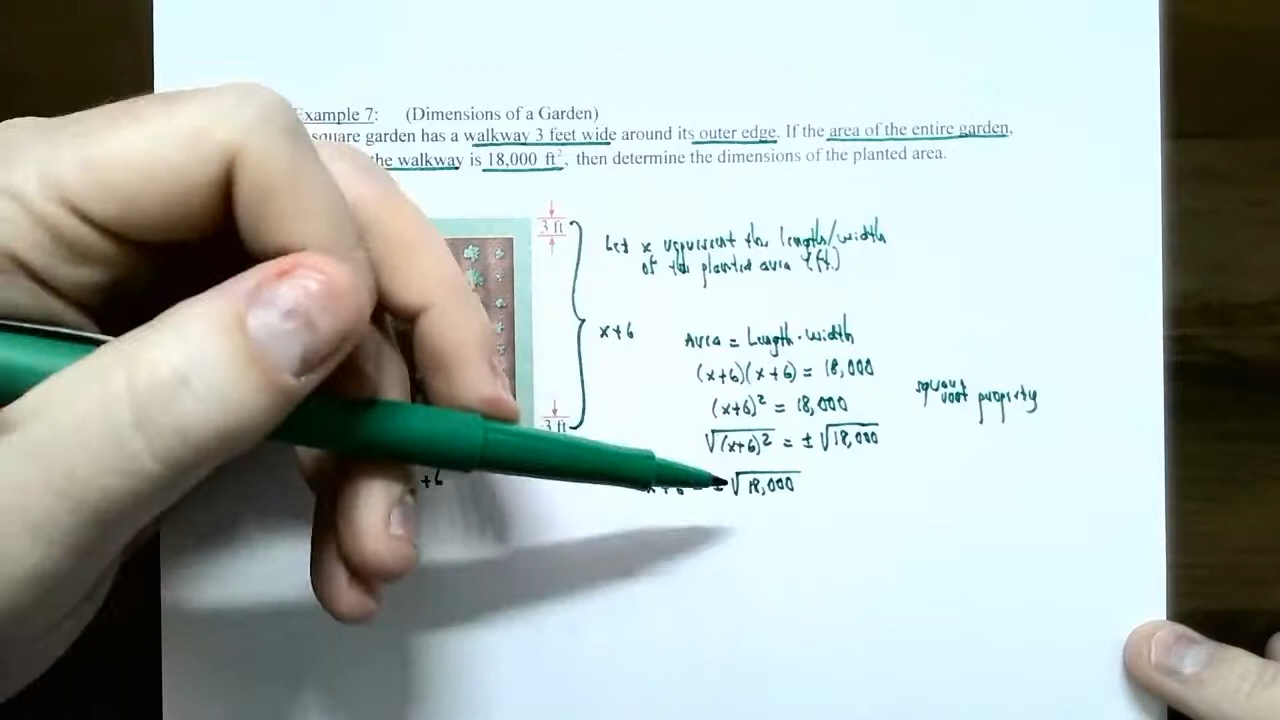 Example 7: (Dimensions of a Garden)
square garden has a walkway 3 feet wide around its outer edge. If the area of the entire garden,
the walkway is 18,000 ft², then determine the dimensions of the planted area.
3 ft
Let x represent the length/width
of the planted area (ft.)
x+6
Area = Length · width
(x+6)(x+6) = 18,000
(x+6)² = 18,000
square root property
√(x+6)² = ±√18,000
3 ft
+6
x+6 = ±√18,000